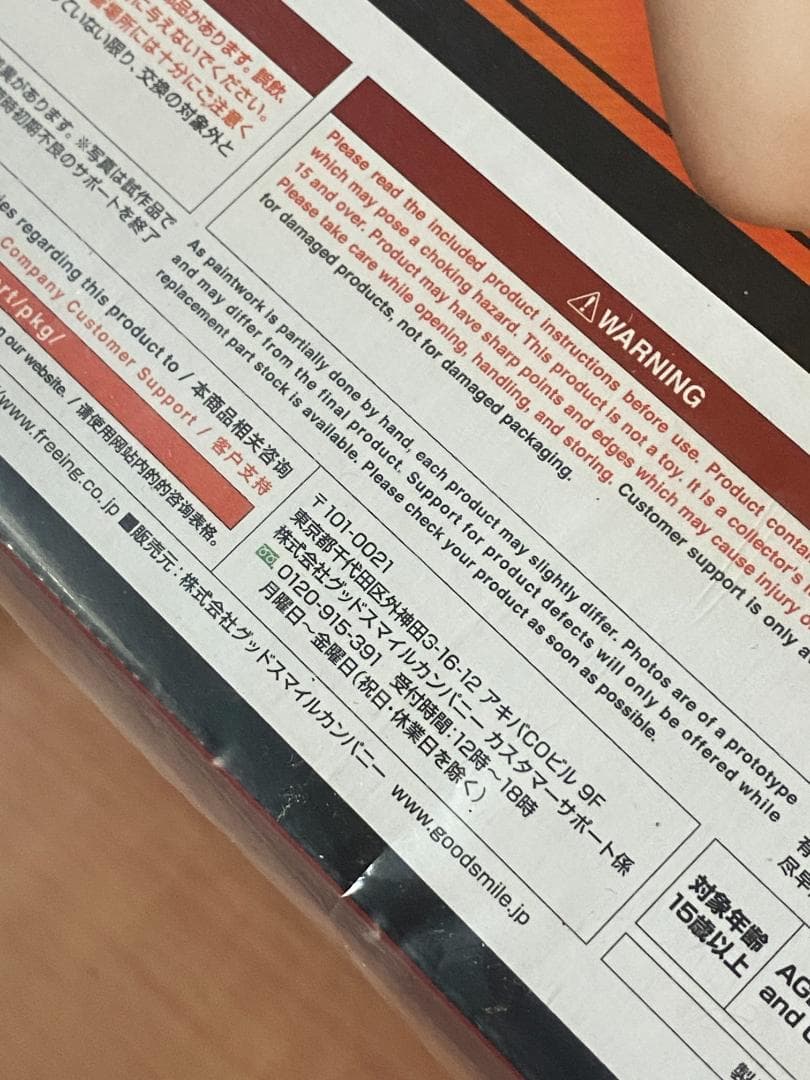 品があります。誤飲、
に与えないでください。
場所には十分にご注意く
ていない限り、交換の対象外と
異があります。※写真は試作品で
時初期不良のサポートを終了
regarding this product to / 本商品相关咨询
Company Customer Support / 客户支持
rt/pkg/
n our website. / 请使用网站内的的咨询表格。
www.freeing.co.jp ■販売元:株式会社グッドスマイルカンパニー www.goodsmile.jp
⚠WARNING
Please read the included product instructions before use. Product
which may pose a choking hazard. This product is not a toy. It is a collector's
15 and over. Product may have sharp points and edges which may cause injury
Please take care while opening, handling, and storing. Customer support is only
for damaged products, not for damaged packaging.
As paintwork is partially done by hand, each product may slightly differ. Photos are of a prototype
and may differ from the final product. Support for product defects will only be offered while
replacement part stock is available. Please check your product as soon as possible.
〒101-0021
東京都千代田区外神田3-16-12 アキバCOビル 9F
株式会社グッドスマイルカンパニー カスタマーサポート係
0120-915-391 受付時間:12時〜18時
月曜日〜金曜日(祝日・休業日を除く)
尽早
対象年齢
15歳以上
and
製